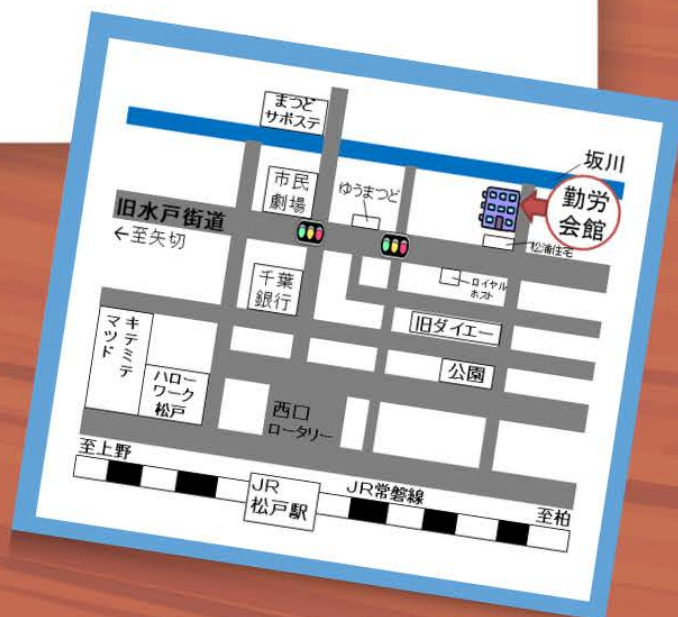 まつど
サポステ
坂川
市民
劇場
ゆうまつど
勤労
会館
旧水戸街道
←至矢切
松浦住宅
千葉
銀行
ロイヤル
ホスト
旧ダイエー
キテミテ
マツド
公園
ハロー
ワーク
松戸
西口
ロータリー
至上野
JR
松戸駅
JR常磐線
至柏